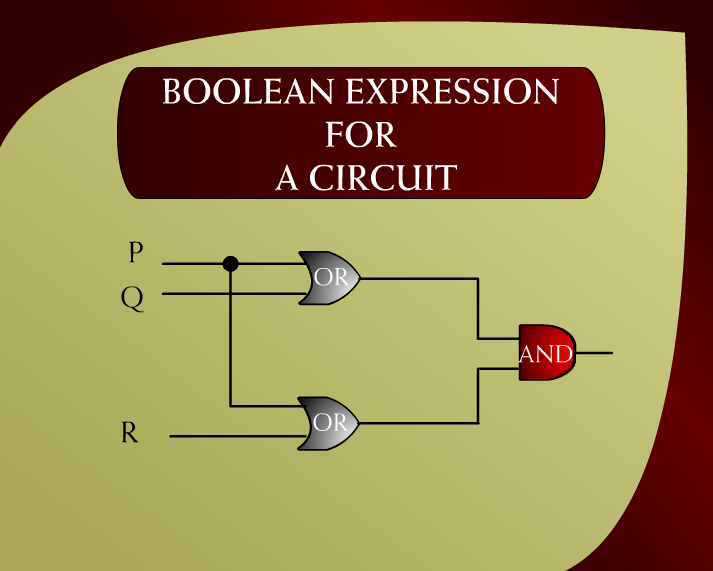 BOOLEAN EXPRESSION
FOR
A CIRCUIT
P
OR
Q
AND
OR
R